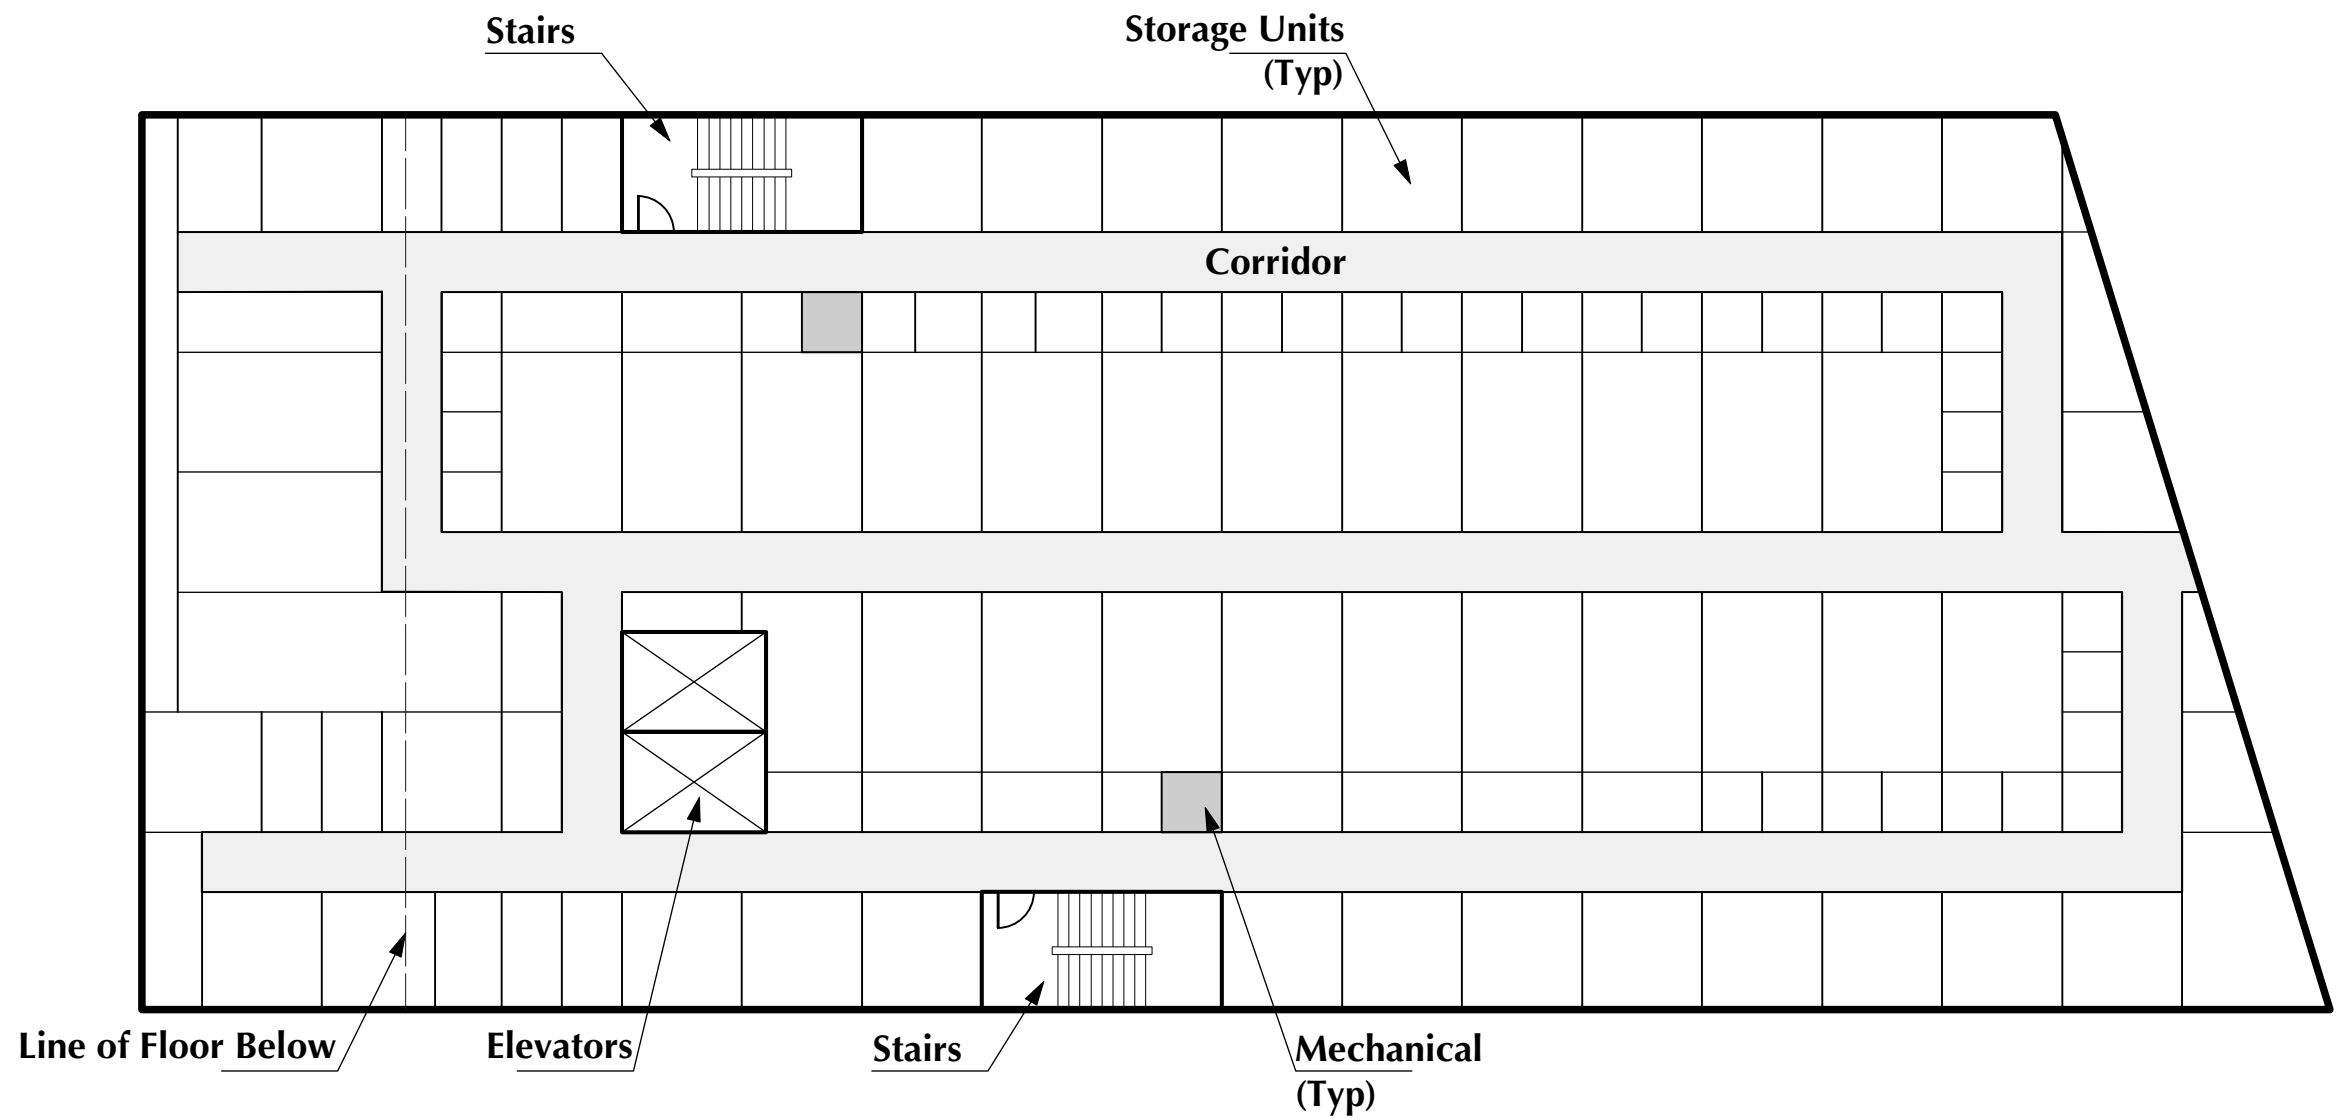 Stairs
Storage Units
(Typ)
Corridor
Line of Floor Below
Elevators
Stairs
Mechanical
(Typ)